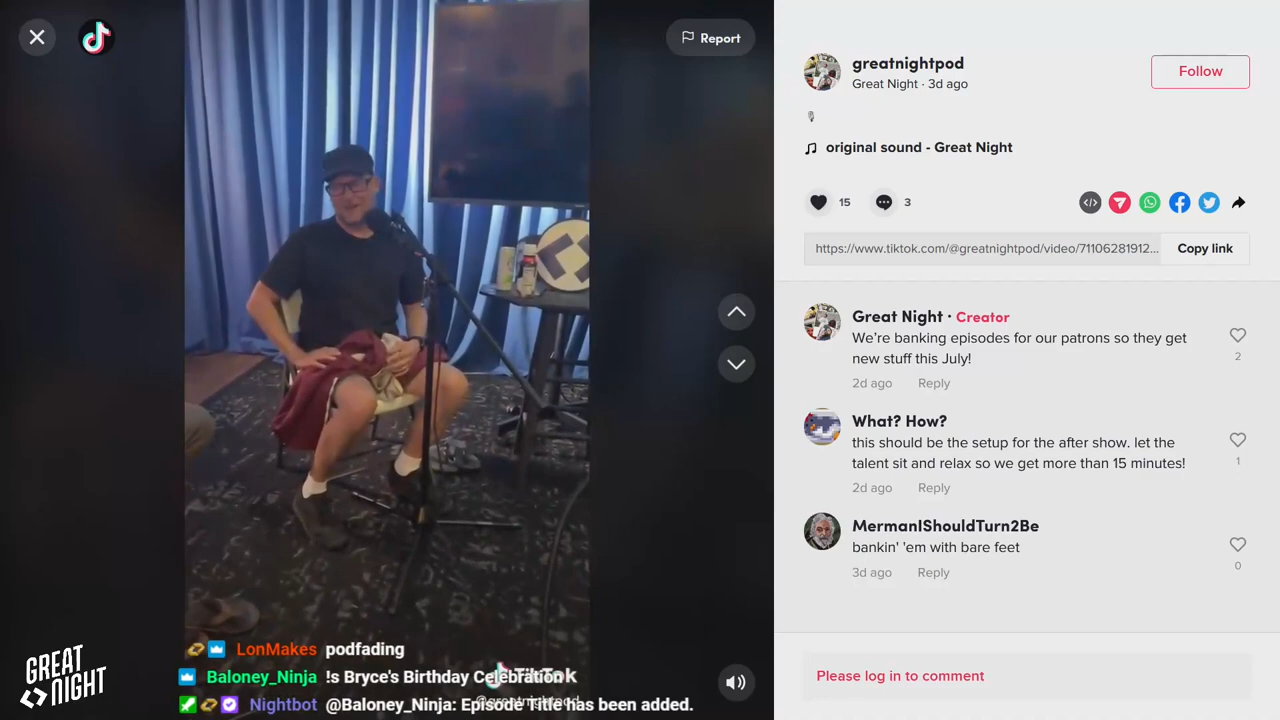 Report
greatnightpod
Great Night · 3d ago
Follow
original sound - Great Night
15
3
https://www.tiktok.com/@greatnightpod/video/71106281912...
Copy link
Great Night · Creator
We're banking episodes for our patrons so they get
new stuff this July!
2
2d ago Reply
What? How?
this should be the setup for the after show. let the
talent sit and relax so we get more than 15 minutes!
1
2d ago Reply
MermanIShouldTurn2Be
bankin' 'em with bare feet
0
3d ago Reply
Please log in to comment
LonMakes podfading
Baloney_Ninja !s Bryce's Birthday Celebration
TikTok
@greatnightpod
Nightbot @Baloney_Ninja: Episode Title has been added.
GREAT
NIGHT